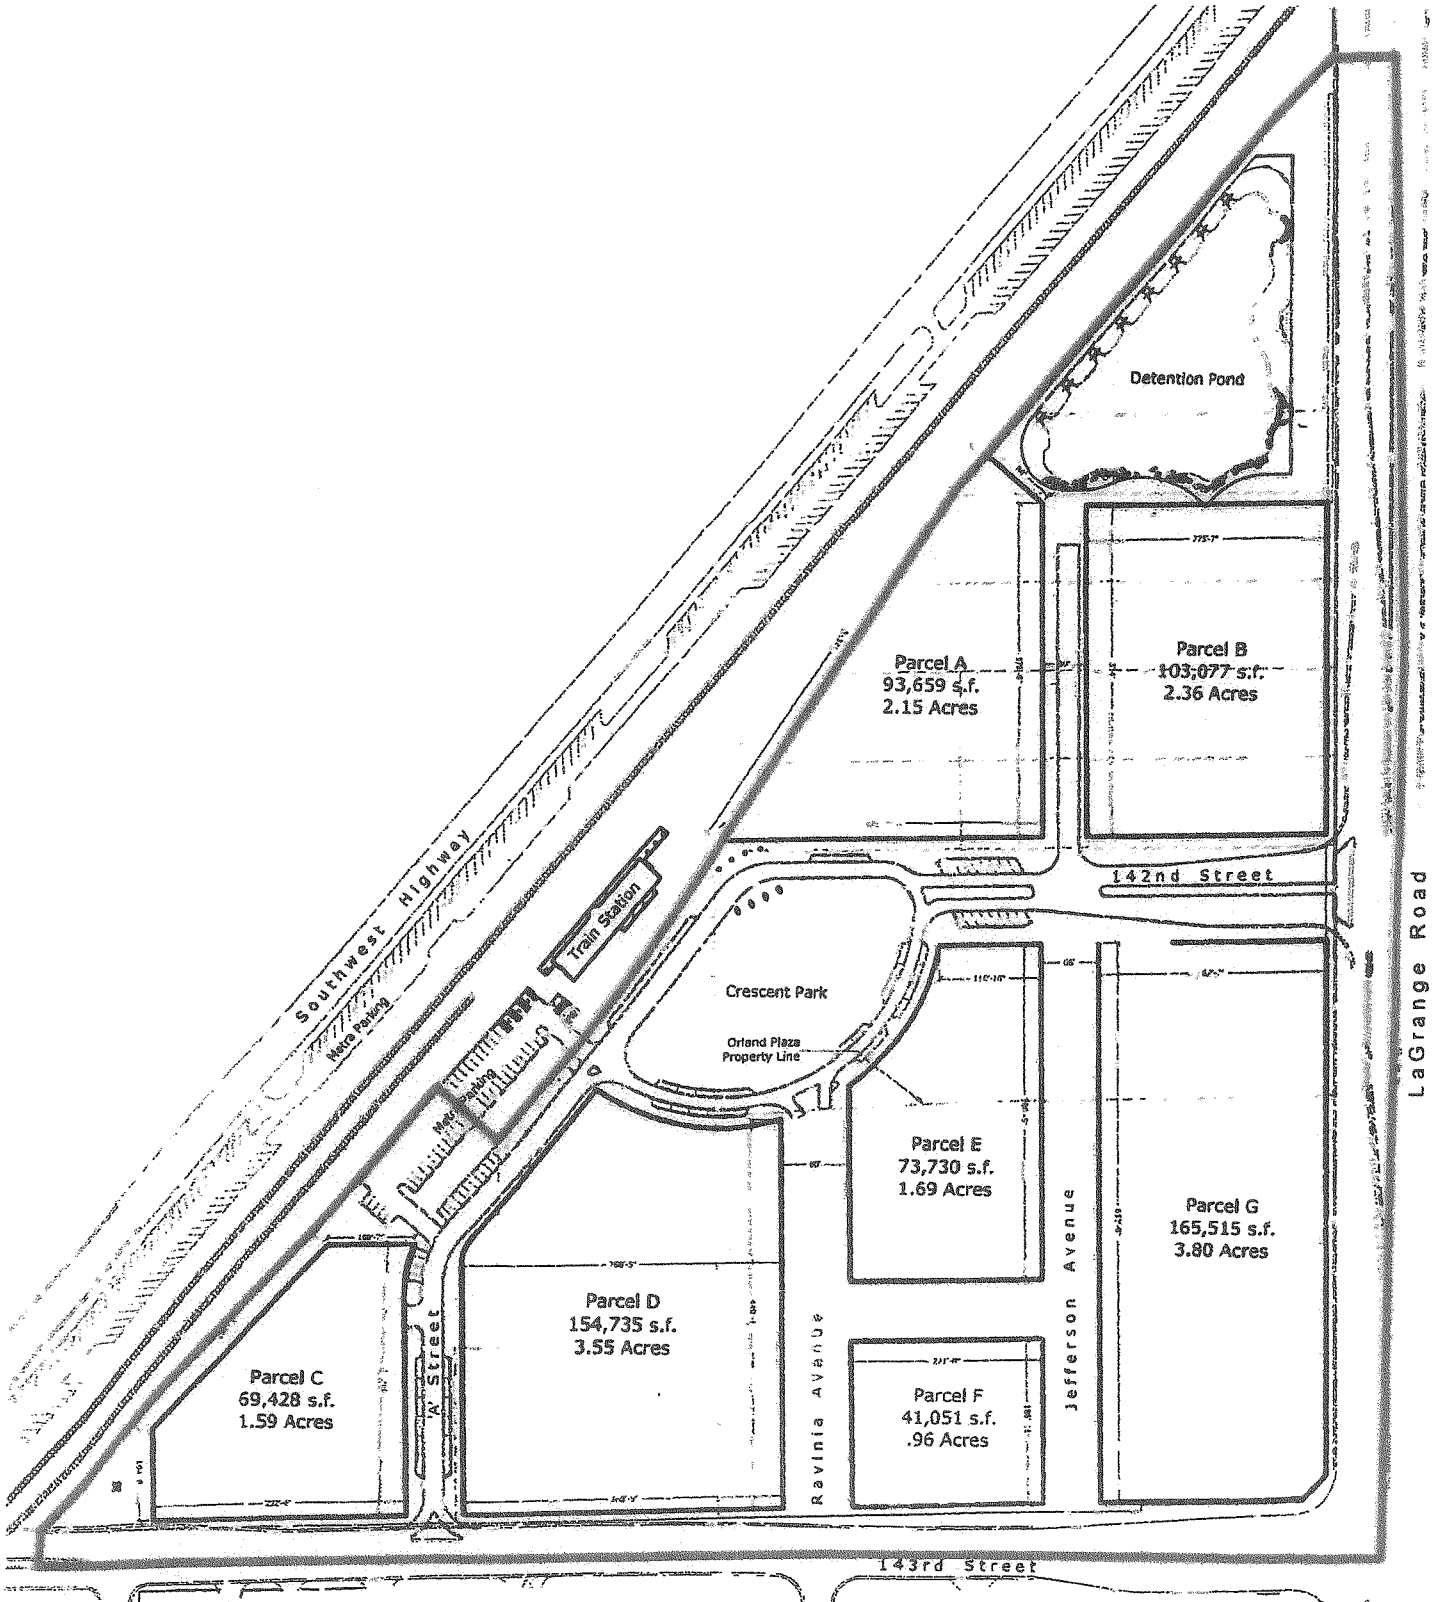 Detention Pond
275'-7"
Parcel A
93,659 s.f.
2.15 Acres
Parcel B
103,077 s.f.
2.36 Acres
142nd Street
Southwest Highway
Metra Parking
Train Station
Crescent Park
Orland Plaza
Property Line
Metra Parking
LaGrange Road
Parcel E
73,730 s.f.
1.69 Acres
Parcel G
165,515 s.f.
3.80 Acres
Parcel D
154,735 s.f.
3.55 Acres
Parcel C
69,428 s.f.
1.59 Acres
'A' Street
Ravinia Avenue
Parcel F
41,051 s.f.
.96 Acres
Jefferson Avenue
143rd Street